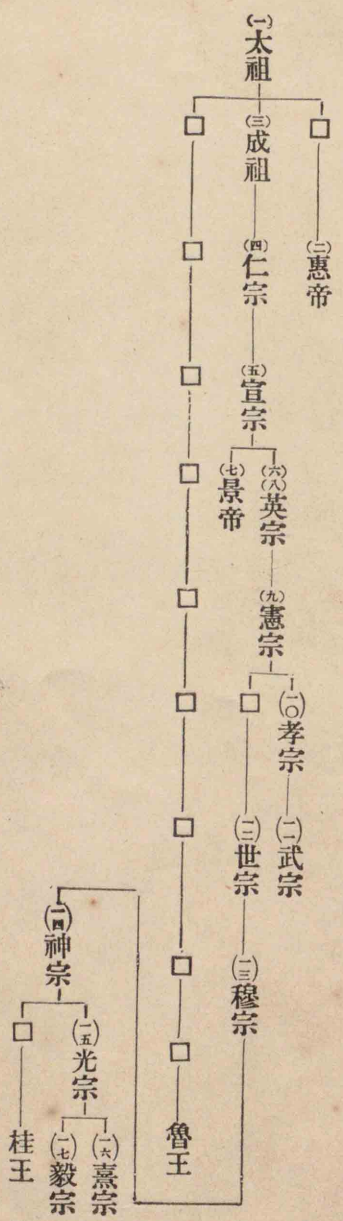 (一)太祖
(二)惠帝
(三)成祖
(四)仁宗
(五)宣宗
(六)(八)英宗
(七)景帝
(九)憲宗
(一〇)孝宗
(一一)武宗
(一二)世宗
(一三)穆宗
魯王
(一四)神宗
(一五)光宗
(一六)熹宗
(一七)毅宗
桂王